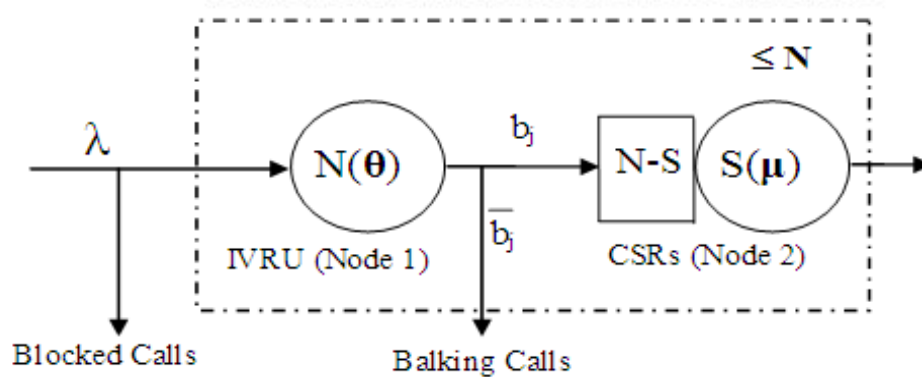 ≤ N
λ
N(θ)
b_j
N-S
S(μ)
b̅_j
IVRU (Node 1)
CSRs (Node 2)
Blocked Calls
Balking Calls